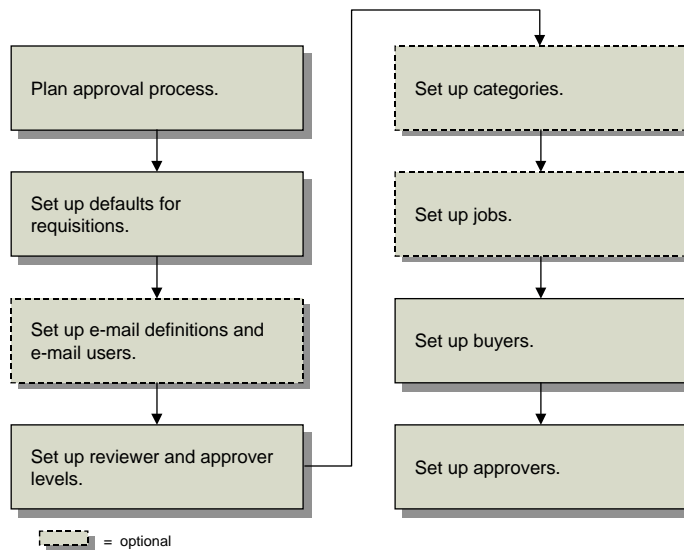 Plan approval process.
Set up defaults for
requisitions.
Set up e-mail definitions and
e-mail users.
Set up reviewer and approver
levels.
Set up categories.
Set up jobs.
Set up buyers.
Set up approvers.
= optional